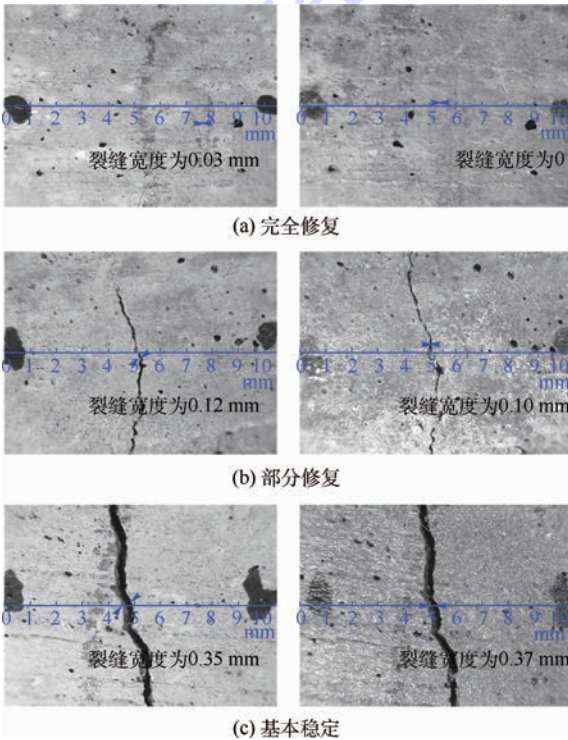 0 1 2 3 4 5 6 7 8 9 10
mm
裂缝宽度为0.03 mm
0 1 2 3 4 5 6 7 8 9 10
mm
裂缝宽度为0
(a) 完全修复
0 1 2 3 4 5 6 7 8 9 10
mm
裂缝宽度为0.12 mm
0 1 2 3 4 5 6 7 8 9 10
mm
裂缝宽度为0.10 mm
(b) 部分修复
0 1 2 3 4 5 6 7 8 9 10
mm
裂缝宽度为0.35 mm
0 1 2 3 4 5 6 7 8 9 10
mm
裂缝宽度为0.37 mm
(c) 基本稳定